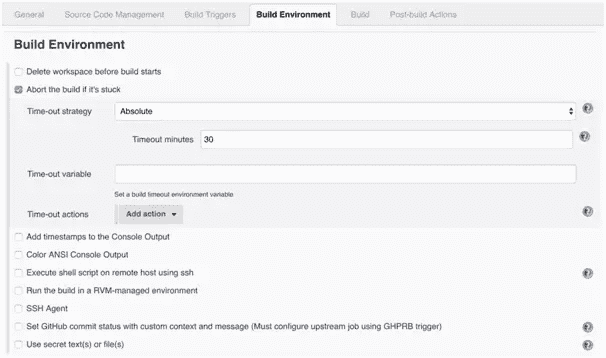 General Source Code Management Build Triggers Build Environment Build Post-build Actions
Build Environment
Delete workspace before build starts
Abort the build if it's stuck
Time-out strategy Absolute
Timeout minutes 30
Time-out variable
Set a build timeout environment variable
Time-out actions Add action
Add timestamps to the Console Output
Color ANSI Console Output
Execute shell script on remote host using ssh
Run the build in a RVM-managed environment
SSH Agent
Set GitHub commit status with custom context and message (Must configure upstream job using GHPRB trigger)
Use secret text(s) or file(s)